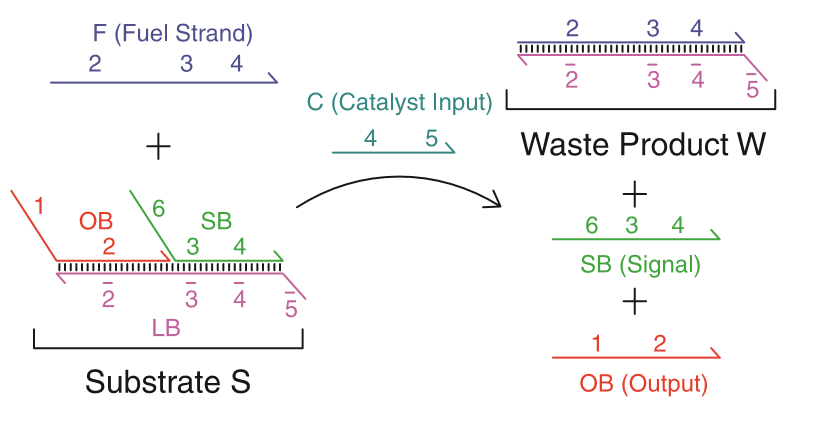 F (Fuel Strand)
2 3 4
+
1
OB
6
SB
2
3 4
2̅ 3̅ 4̅ 5̅
LB
Substrate S
C (Catalyst Input)
4 5
2 3 4
2̅ 3̅ 4̅ 5̅
Waste Product W
+
6 3 4
SB (Signal)
+
1 2
OB (Output)